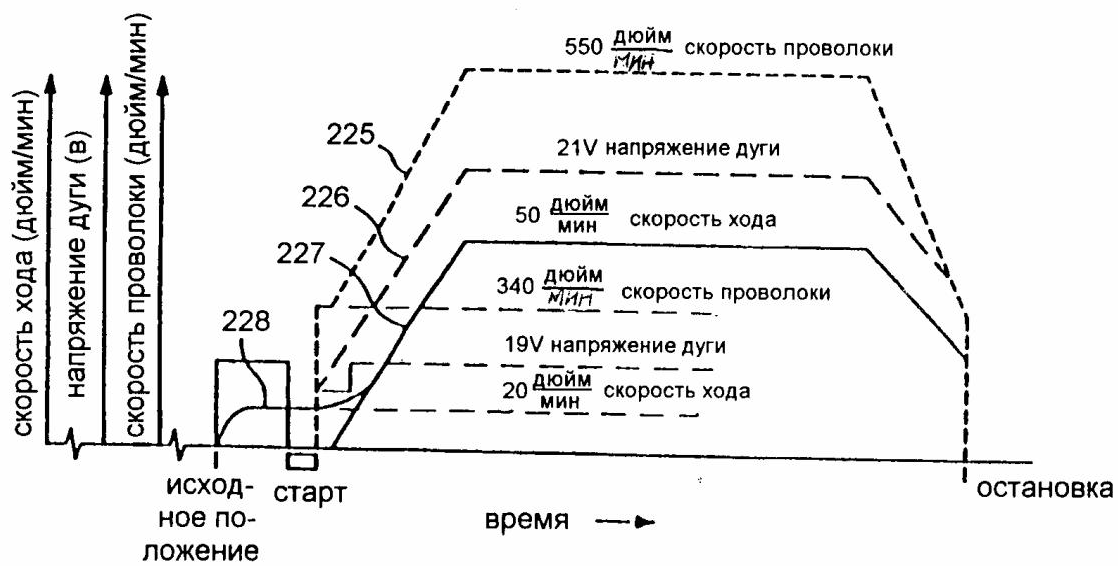 скорость хода (дюйм/мин)
напряжение дуги (в)
скорость проволоки (дюйм/мин)
550 дюйм/мин скорость проволоки
225
21V напряжение дуги
226
50 дюйм/мин скорость хода
227
340 дюйм/мин скорость проволоки
228
19V напряжение дуги
20 дюйм/мин скорость хода
исход-
ное по-
ложение
старт
время
остановка